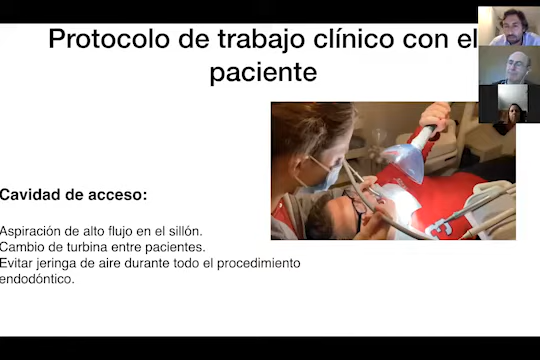 Protocolo de trabajo clínico con el
paciente
Cavidad de acceso:
Aspiración de alto flujo en el sillón.
Cambio de turbina entre pacientes.
Evitar jeringa de aire durante todo el procedimiento
endodóntico.